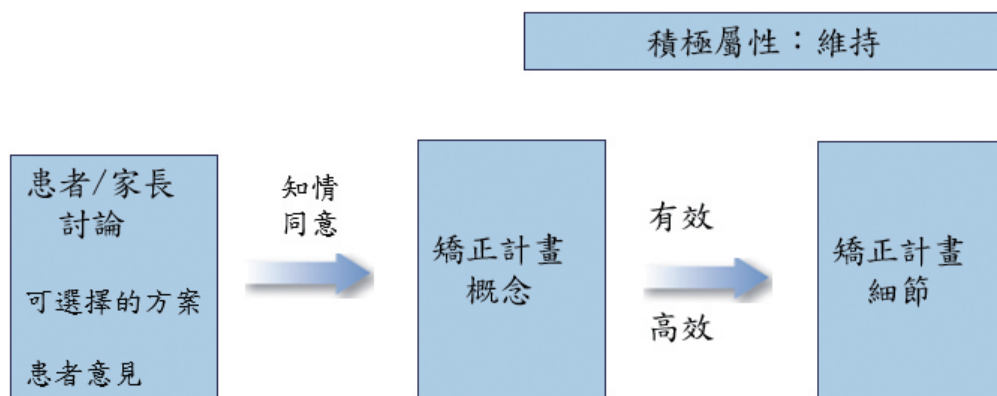 積極屬性：維持
患者/家長
討論
可選擇的方案
患者意見
知情
同意
矯正計畫
概念
有效
高效
矯正計畫
細節